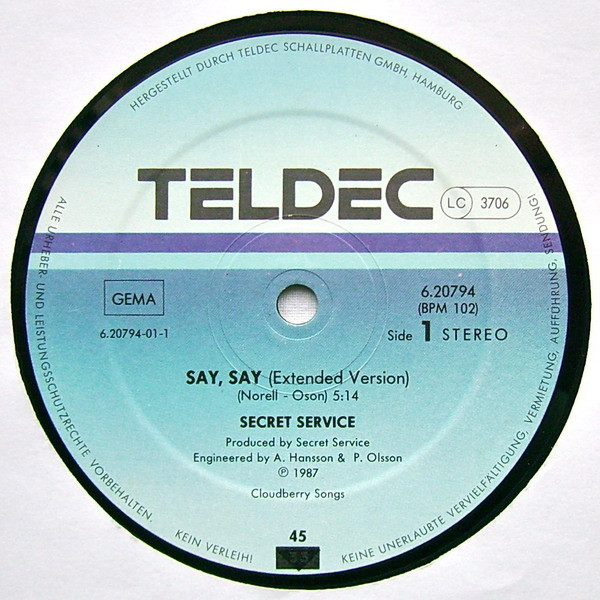 HERGESTELLT DURCH TELDEC SCHALLPLATTEN GMBH, HAMBURG
TELDEC
LC 3706
GEMA
6.20794-01-1
6.20794
(BPM 102)
Side 1 STEREO
SAY, SAY (Extended Version)
(Norell - Oson) 5:14
SECRET SERVICE
Produced by Secret Service
Engineered by A. Hansson & P. Olsson
℗ 1987
Cloudberry Songs
45
ALLE URHEBER- UND LEISTUNGSSCHUTZRECHTE VORBEHALTEN. KEIN VERLEIH! KEINE UNERLAUBTE VERVIELFÄLTIGUNG, VERMIETUNG, AUFFÜHRUNG, SENDUNG!